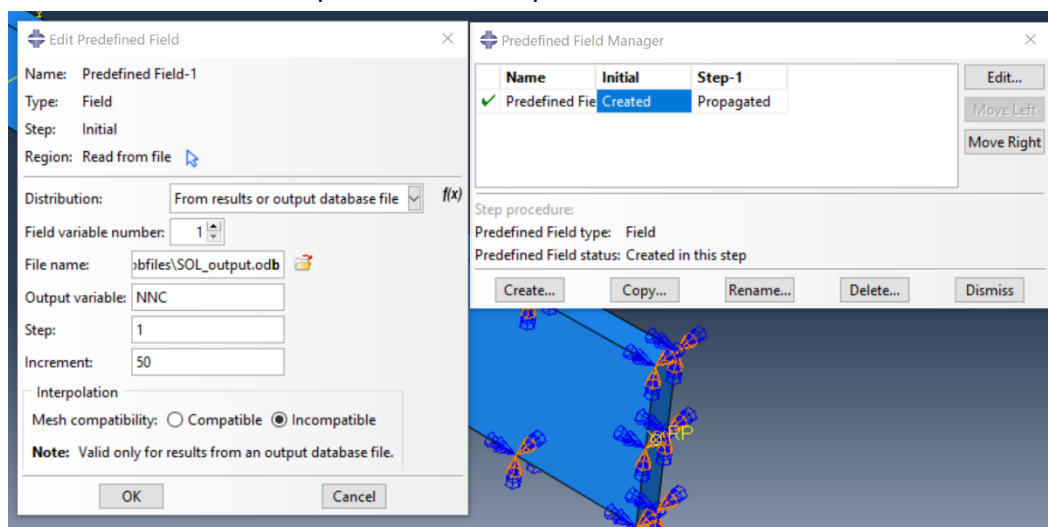 Edit Predefined Field
Name: Predefined Field-1
Type: Field
Step: Initial
Region: Read from file
Distribution: From results or output database file f(x)
Field variable number: 1
File name: bfiles\SOL_output.odb
Output variable: NNC
Step: 1
Increment: 50
Interpolation
Mesh compatibility: Compatible Incompatible
Note: Valid only for results from an output database file.
OK Cancel
Predefined Field Manager
Name Initial Step-1
Predefined Fie Created Propagated
Edit...
Move Left
Move Right
Step procedure:
Predefined Field type: Field
Predefined Field status: Created in this step
Create... Copy... Rename... Delete... Dismiss
RP